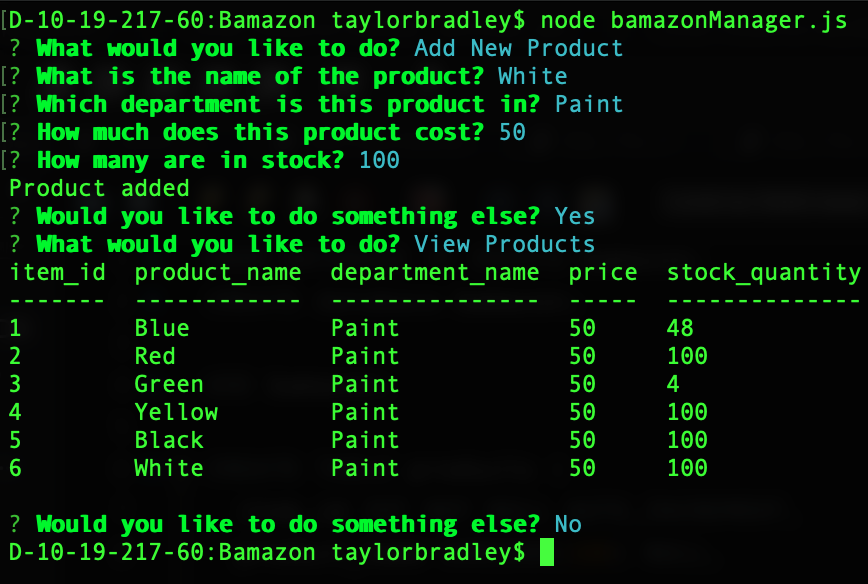 [D-10-19-217-60:Bamazon taylorbradley$ node bamazonManager.js
? What would you like to do? Add New Product
[? What is the name of the product? White
[? Which department is this product in? Paint
[? How much does this product cost? 50
[? How many are in stock? 100
Product added
? Would you like to do something else? Yes
? What would you like to do? View Products
item_id  product_name  department_name  price  stock_quantity
-------  ------------  ---------------  -----  --------------
1        Blue          Paint            50     48
2        Red           Paint            50     100
3        Green         Paint            50     4
4        Yellow        Paint            50     100
5        Black         Paint            50     100
6        White         Paint            50     100
? Would you like to do something else? No
D-10-19-217-60:Bamazon taylorbradley$